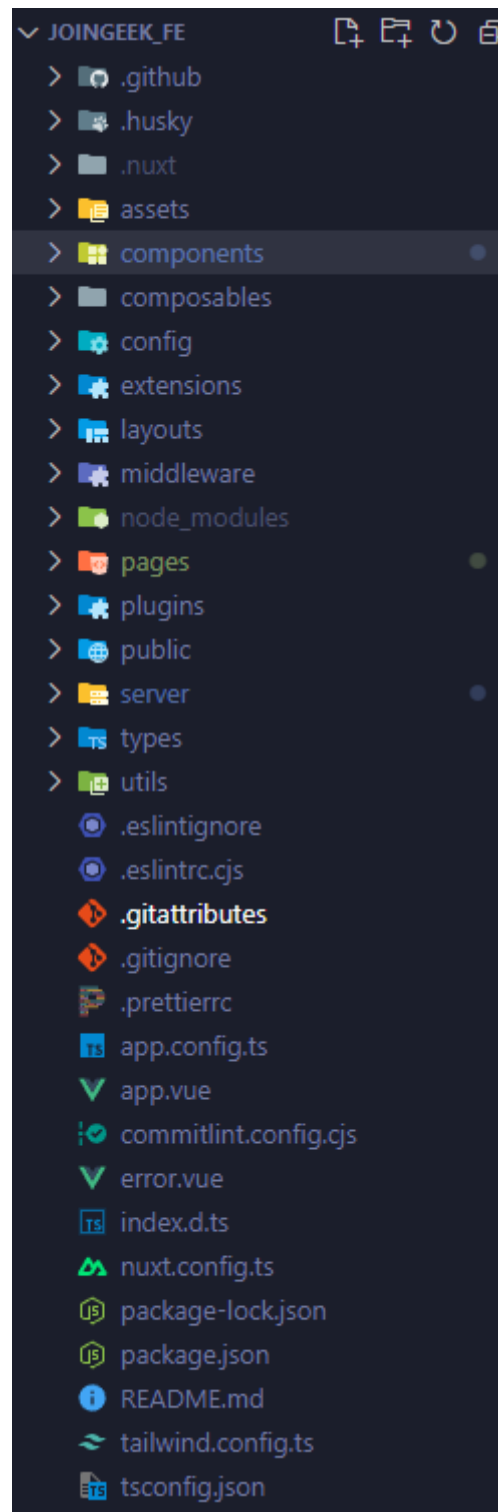 JOINGEEK_FE
.github
.husky
.nuxt
assets
components
composables
config
extensions
layouts
middleware
node_modules
pages
plugins
public
server
types
utils
.eslintignore
.eslintrc.cjs
.gitattributes
.gitignore
.prettierrc
app.config.ts
app.vue
commitlint.config.cjs
error.vue
index.d.ts
nuxt.config.ts
package-lock.json
package.json
README.md
tailwind.config.ts
tsconfig.json